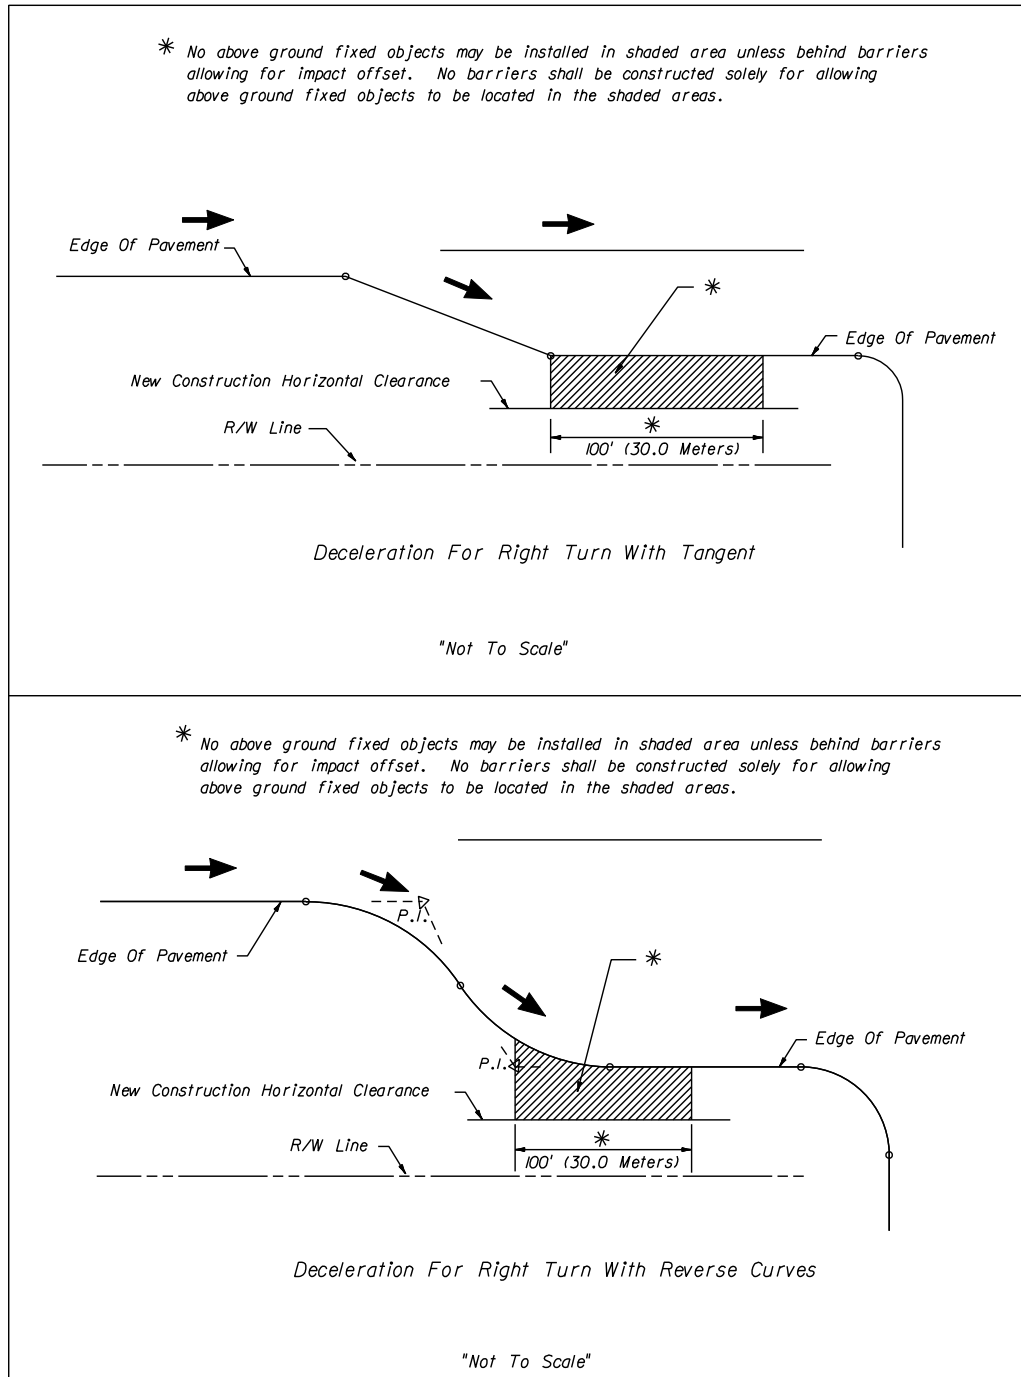 * No above ground fixed objects may be installed in shaded area unless behind barriers
allowing for impact offset. No barriers shall be constructed solely for allowing
above ground fixed objects to be located in the shaded areas.
Edge Of Pavement
*
Edge Of Pavement
New Construction Horizontal Clearance
R/W Line
*
100' (30.0 Meters)
Deceleration For Right Turn With Tangent
"Not To Scale"
* No above ground fixed objects may be installed in shaded area unless behind barriers
allowing for impact offset. No barriers shall be constructed solely for allowing
above ground fixed objects to be located in the shaded areas.
P.I.
Edge Of Pavement
*
Edge Of Pavement
P.I.
New Construction Horizontal Clearance
R/W Line
*
100' (30.0 Meters)
Deceleration For Right Turn With Reverse Curves
"Not To Scale"